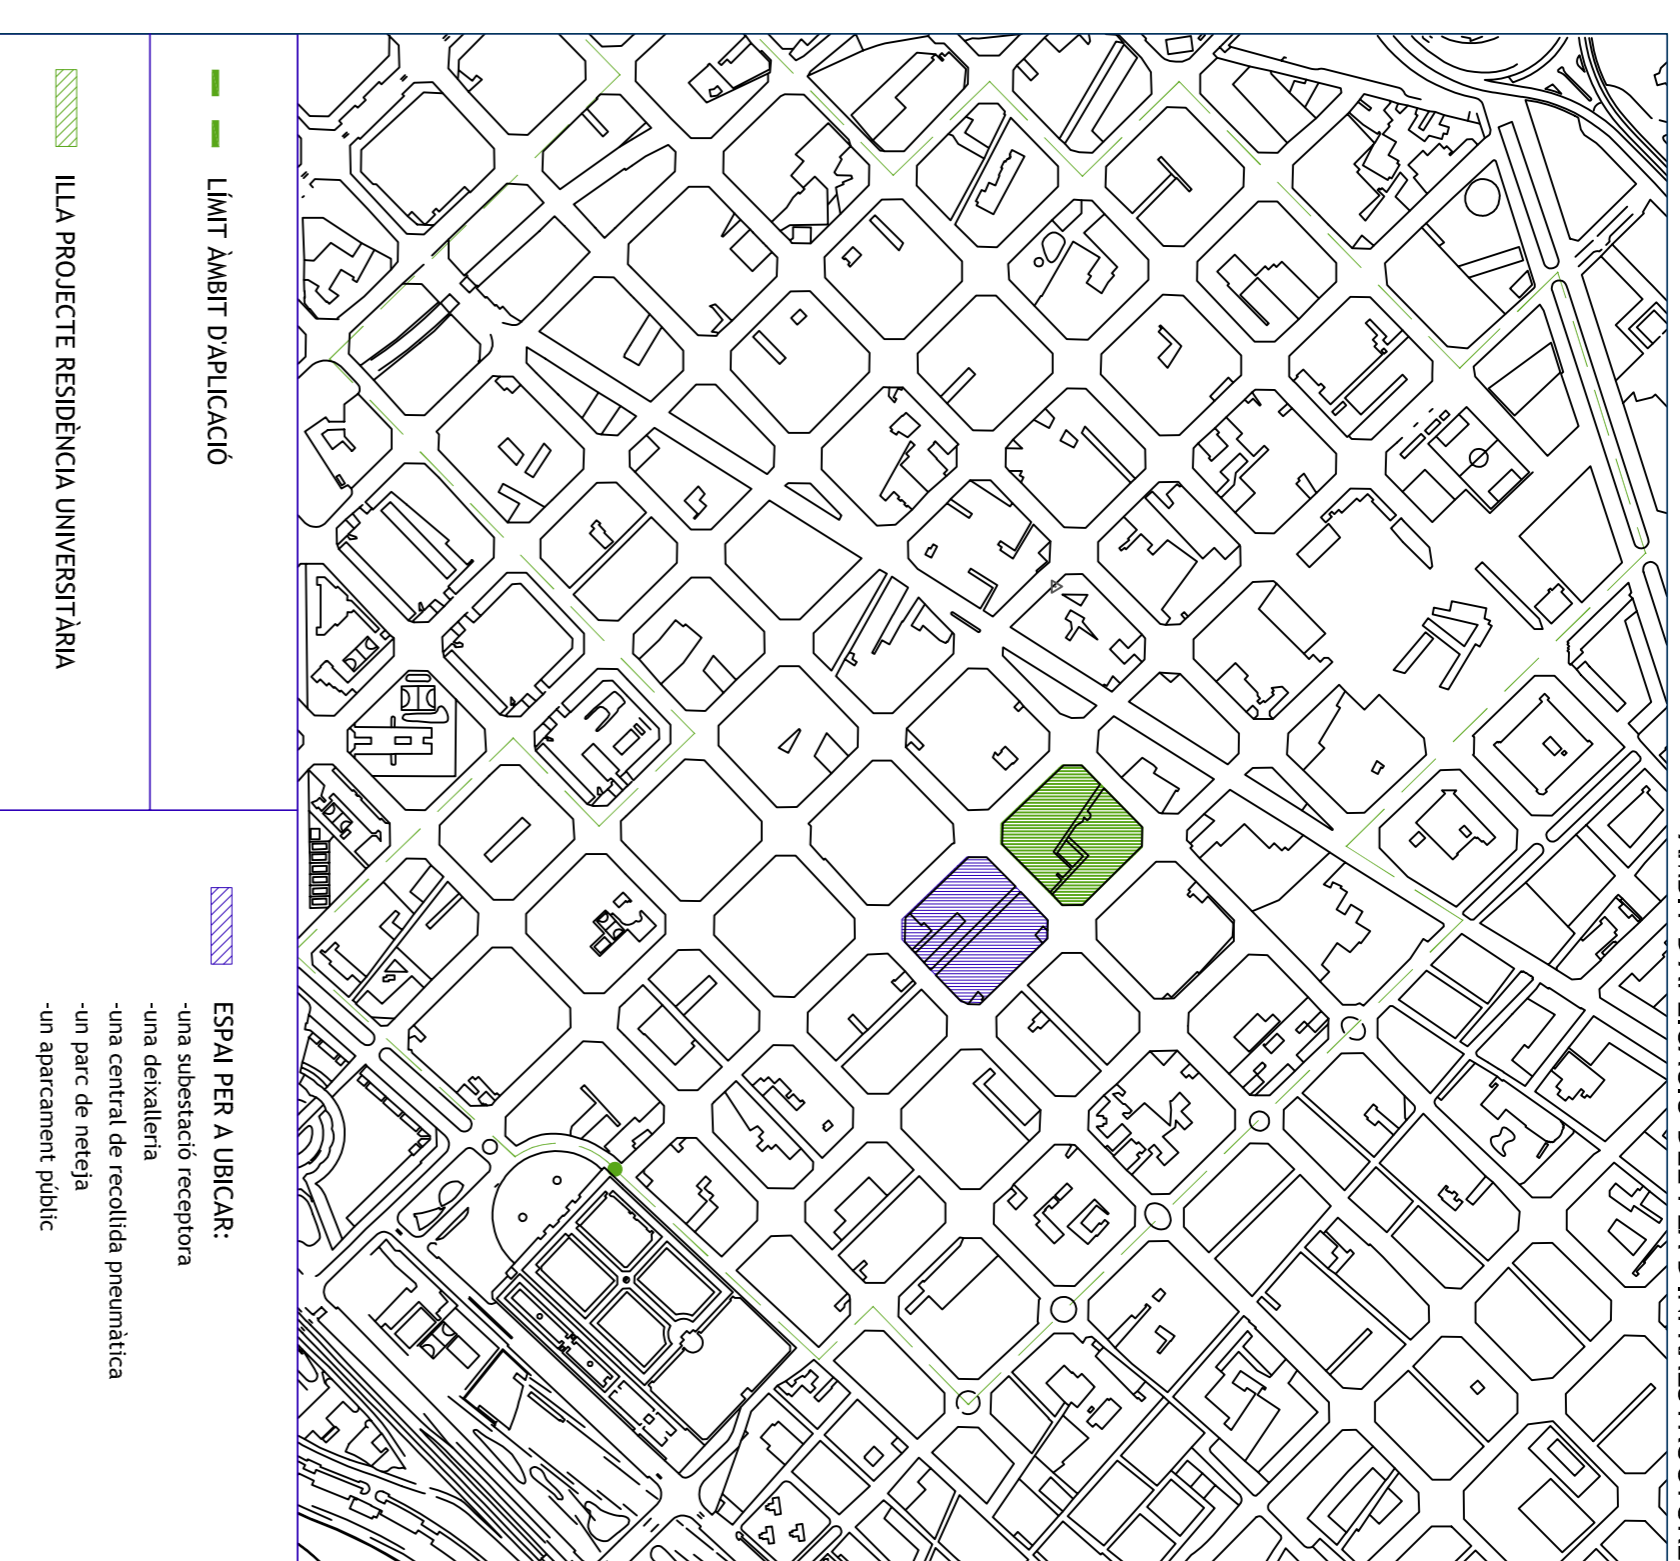 LÍMIT ÀMBIT D'APLICACIÓ
ILLA PROJECTE RESIDÈNCIA UNIVERSITÀRIA
ESPAI PER A UBICAR:
-una subestació receptora
-una deixalleria
-una central de recollida pneumàtica
-un parc de neteja
-un aparcament públic